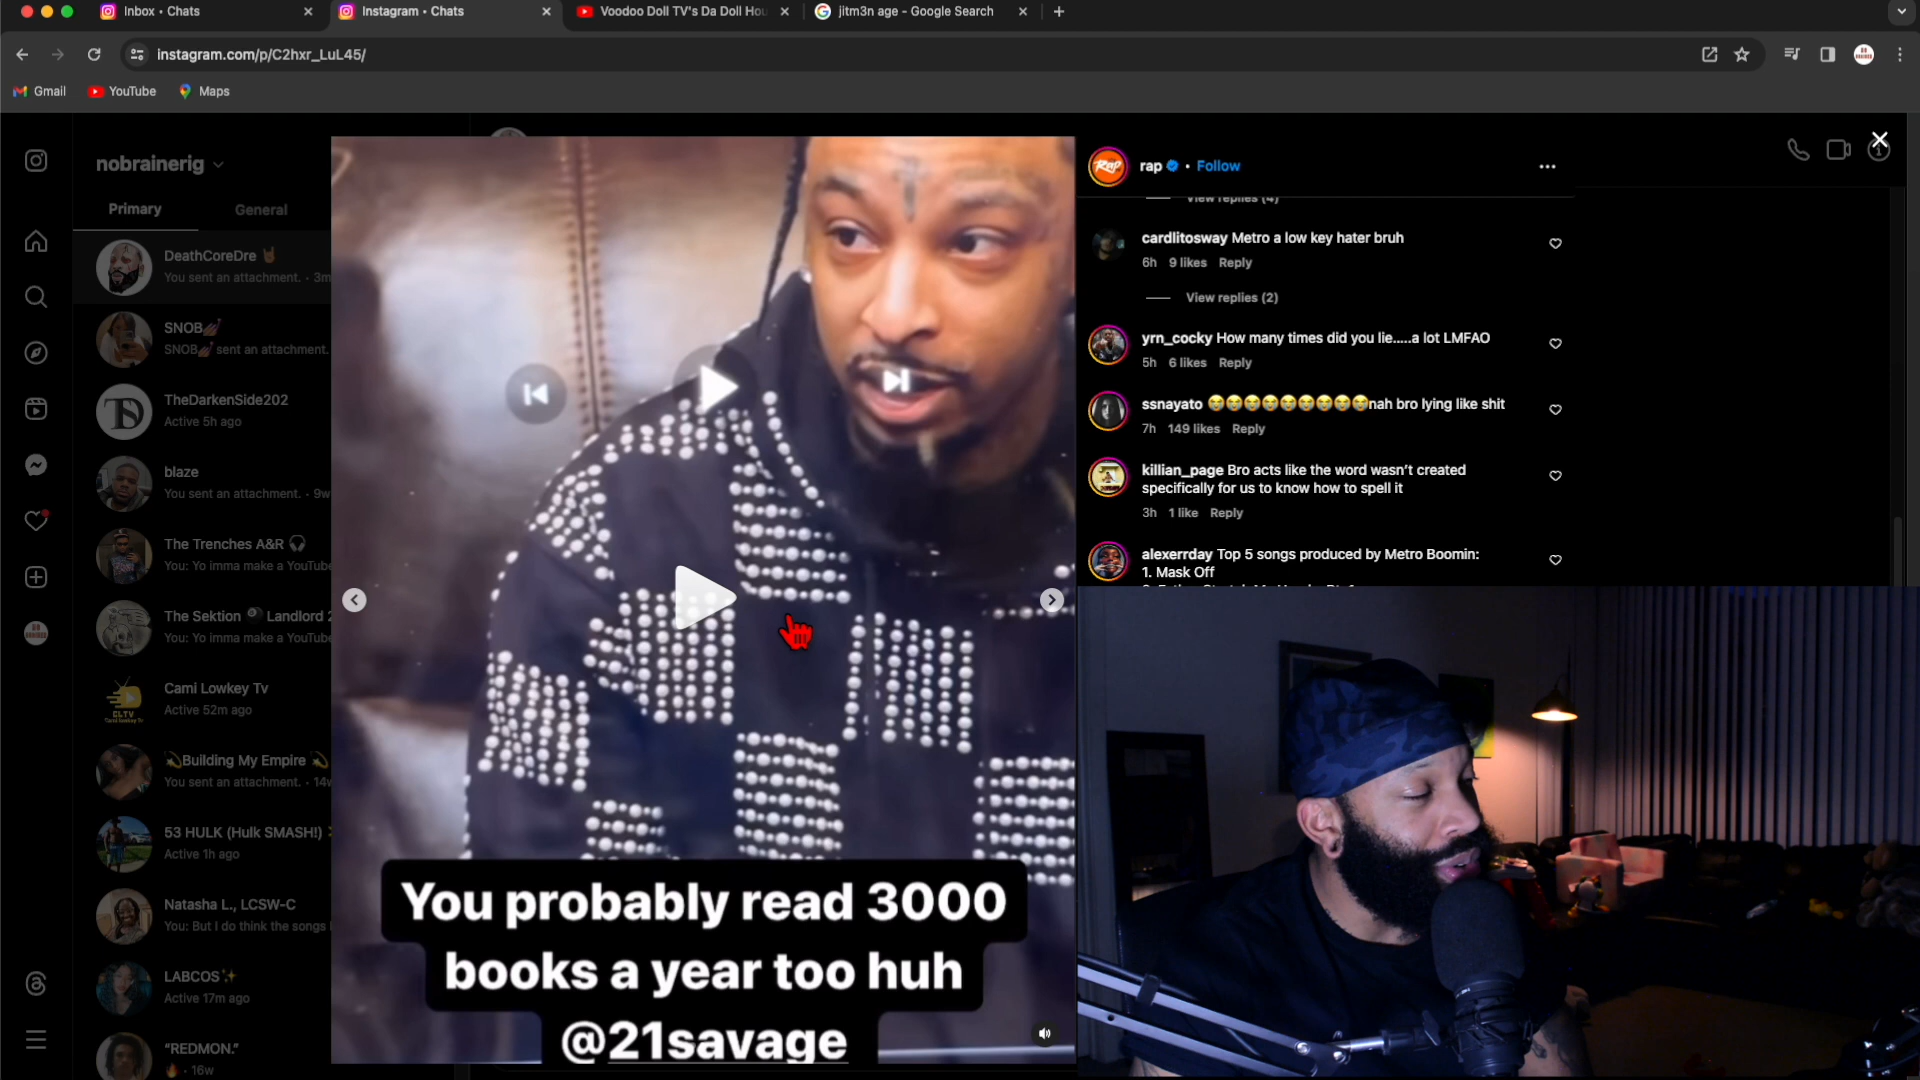 Inbox • Chats
Instagram • Chats
Voodoo Doll TV's Da Doll Hou
jitm3n age - Google Search
instagram.com/p/C2hxr_LuL45/
Gmail
YouTube
Maps
nobrainerig
Primary
General
DeathCoreDre 🤘
You sent an attachment. • 3m
SNOB💅
SNOB💅 sent an attachment.
TheDarkenSide202
Active 5h ago
blaze
You sent an attachment. • 9w
The Trenches A&R 🎧
You: Yo imma make a YouTube
The Sektion 🎱 Landlord 2
You: Yo imma make a YouTube
Cami Lowkey Tv
Active 52m ago
💫Building My Empire 💫
You sent an attachment. • 14w
53 HULK (Hulk SMASH!)
Active 1h ago
Natasha L., LCSW-C
You: But I do think the songs
LABCOS✨
Active 17m ago
"REDMON."
🔥 • 16w
You probably read 3000
books a year too huh
@21savage
Rap
rap • Follow
View replies (4)
cardlitosway Metro a low key hater bruh
6h 9 likes Reply
View replies (2)
yrn_cocky How many times did you lie.....a lot LMFAO
5h 6 likes Reply
ssnayato 😭😭😭😭😭😭😭😭😭nah bro lying like shit
7h 149 likes Reply
killian_page Bro acts like the word wasn't created
specifically for us to know how to spell it
3h 1 like Reply
alexerrday Top 5 songs produced by Metro Boomin:
1. Mask Off